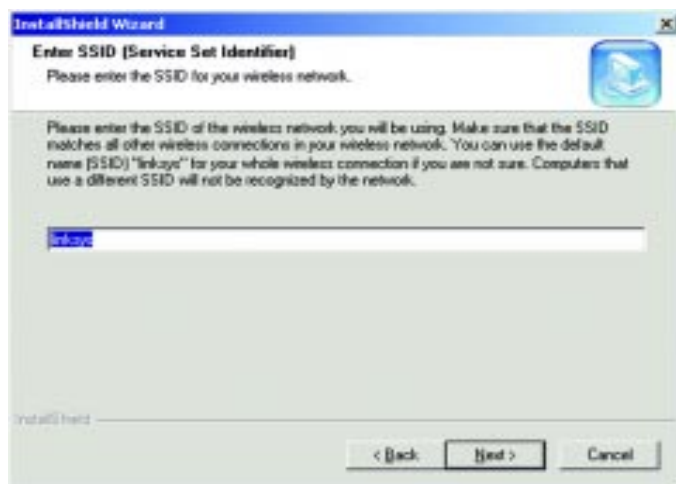 InstallShield Wizard
Enter SSID (Service Set Identifier)
Please enter the SSID for your wireless network.
Please enter the SSID of the wireless network you will be using. Make sure that the SSID
matches all other wireless connections in your wireless network. You can use the default
name (SSID) "linksys" for your whole wireless connection if you are not sure. Computers that
use a different SSID will not be recognized by the network.
linksys
InstallShield
< Back
Next >
Cancel